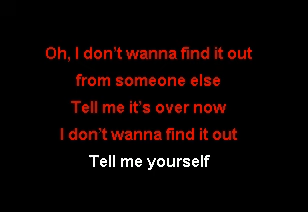 Oh, I don't wanna find it out
from someone else
Tell me it's over now
I don't wanna find it out
Tell me yourself